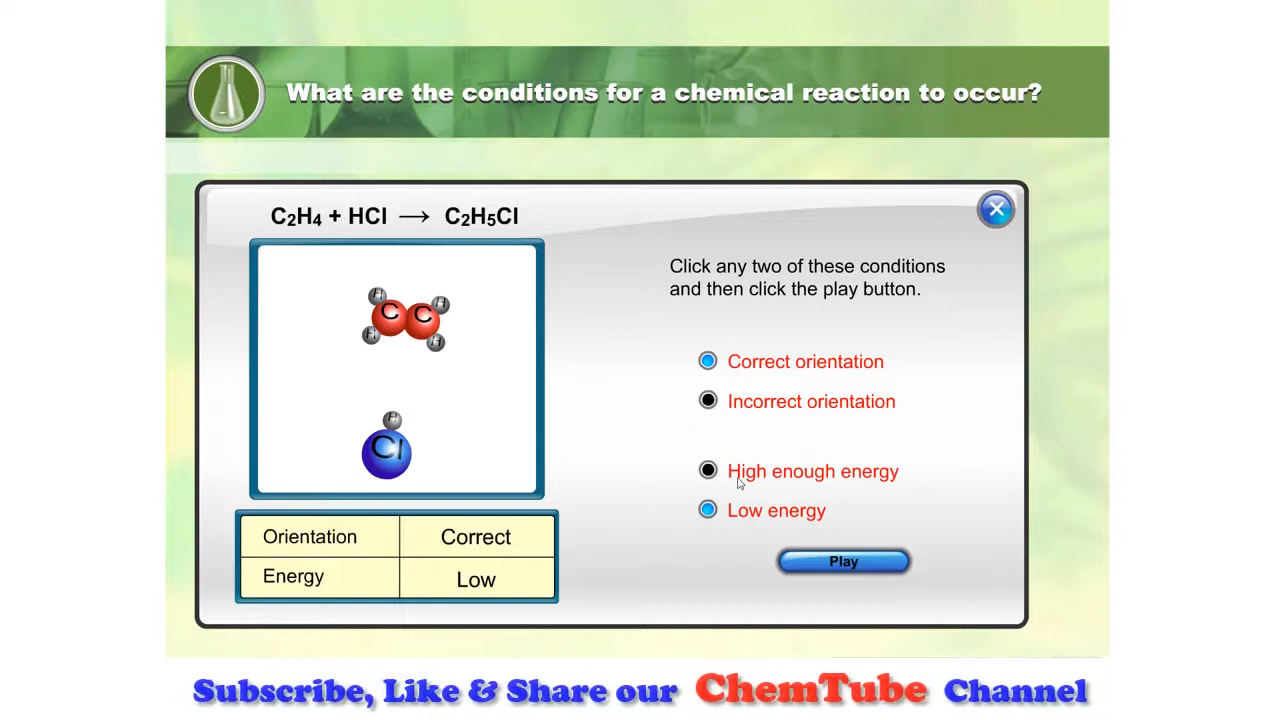 What are the conditions for a chemical reaction to occur?
C₂H₄ + HCl ⟶ C₂H₅Cl
Click any two of these conditions
and then click the play button.
H
H
C C
H
H
H
Cl
Correct orientation
Incorrect orientation
High enough energy
Low energy
Play
Orientation Correct
Energy Low
Subscribe, Like & Share our ChemTube Channel